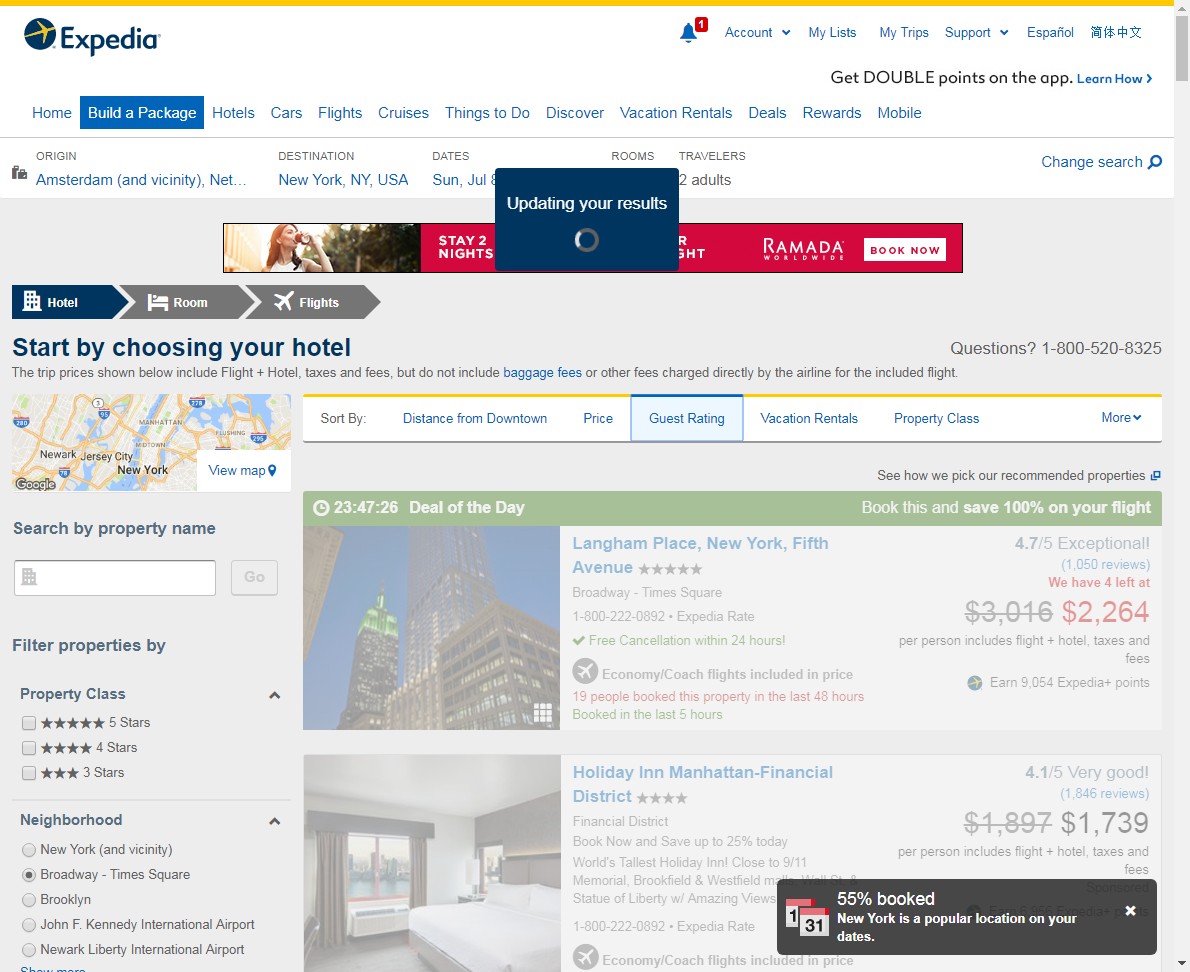 Expedia
1
Account
My Lists
My Trips
Support
Español
简体中文
Get DOUBLE points on the app. Learn How
Home
Build a Package
Hotels
Cars
Flights
Cruises
Things to Do
Discover
Vacation Rentals
Deals
Rewards
Mobile
ORIGIN
Amsterdam (and vicinity), Net...
DESTINATION
New York, NY, USA
DATES
Sun, Jul
ROOMS
TRAVELERS
2 adults
Change search
Updating your results
STAY 2
NIGHTS
RAMADA
WORLDWIDE
BOOK NOW
Hotel
Room
Flights
Start by choosing your hotel
Questions? 1-800-520-8325
The trip prices shown below include Flight + Hotel, taxes and fees, but do not include baggage fees or other fees charged directly by the airline for the included flight.
MANHATTAN
FLUSHING
MIDTOWN
Newark
Jersey City
New York
3
278
95
280
295
78
Google
View map
Sort By:
Distance from Downtown
Price
Guest Rating
Vacation Rentals
Property Class
More
See how we pick our recommended properties
Search by property name
Go
Filter properties by
Property Class
5 Stars
4 Stars
3 Stars
Neighborhood
New York (and vicinity)
Broadway - Times Square
Brooklyn
John F. Kennedy International Airport
Newark Liberty International Airport
Show more
23:47:26 Deal of the Day
Book this and save 100% on your flight
Langham Place, New York, Fifth
Avenue
Broadway - Times Square
1-800-222-0892 • Expedia Rate
Free Cancellation within 24 hours!
Economy/Coach flights included in price
19 people booked this property in the last 48 hours
Booked in the last 5 hours
4.7/5 Exceptional!
(1,050 reviews)
We have 4 left at
$3,016 $2,264
per person includes flight + hotel, taxes and
fees
Earn 9,054 Expedia+ points
Holiday Inn Manhattan-Financial
District
Financial District
Book Now and Save up to 25% today
World's Tallest Holiday Inn! Close to 9/11
Memorial, Brookfield & Westfield malls, Wall St, &
Statue of Liberty w/ Amazing Views
1-800-222-0892 • Expedia Rate
Economy/Coach flights included in price
4.1/5 Very good!
(1,846 reviews)
$1,897 $1,739
per person includes flight + hotel, taxes and
fees
Sponsored
1
31
55% booked
New York is a popular location on your
dates.